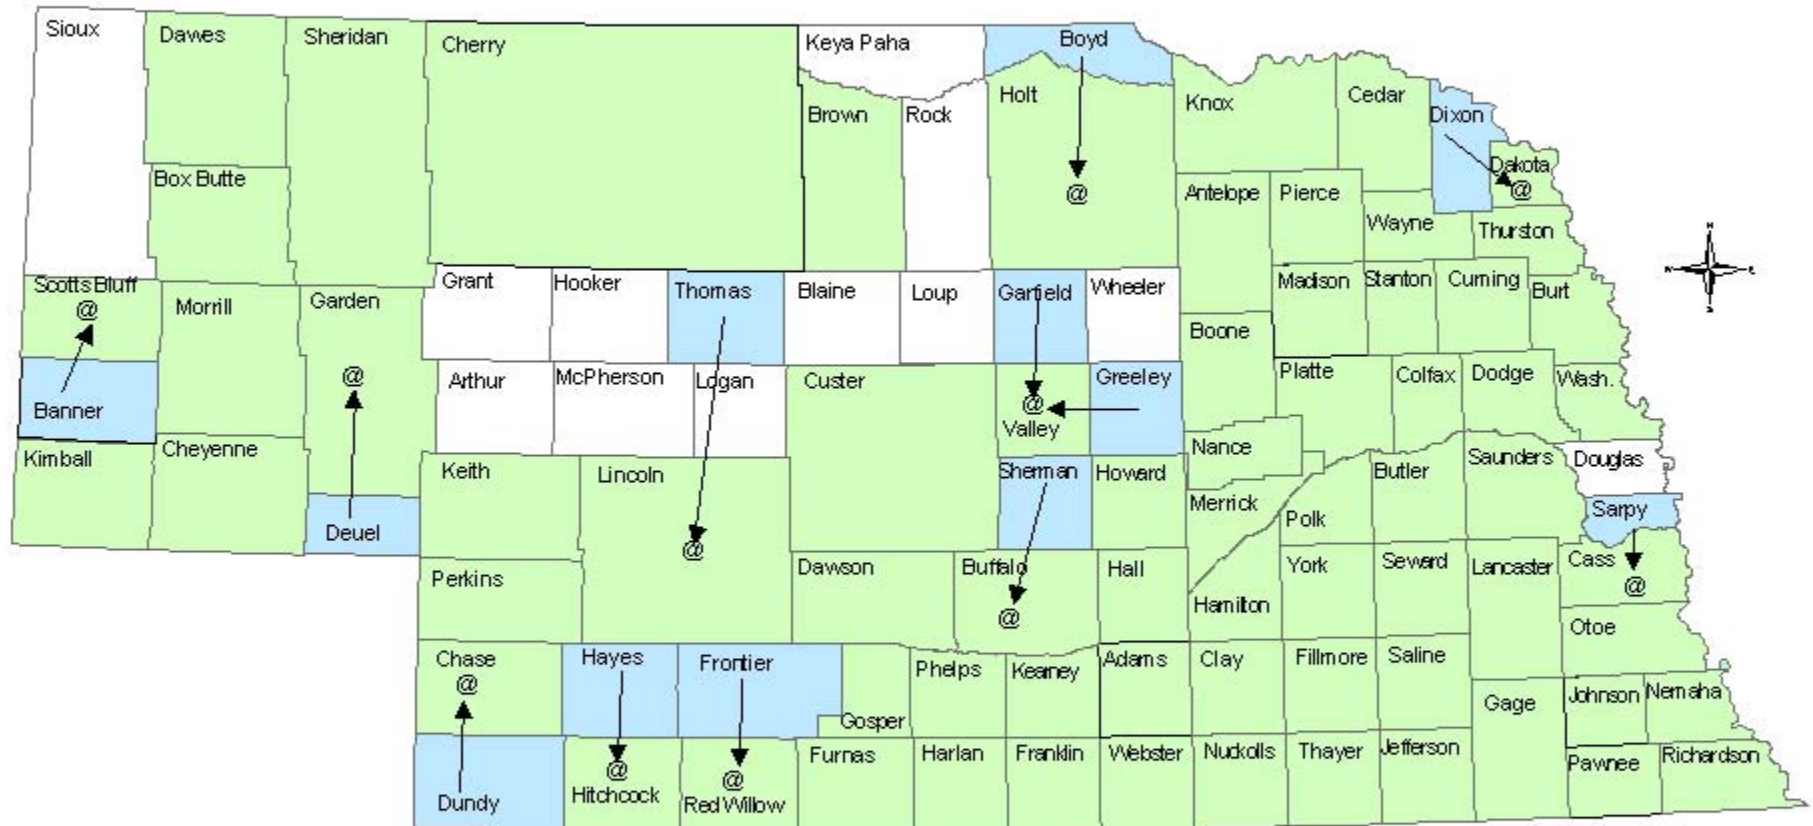 Sioux
Dawes
Sheridan
Cherry
Keya Paha
Boyd
Holt
Knox
Cedar
Dixon
Brown
Rock
Dakota
@
Box Butte
@
Antelope
Pierce
Wayne
Thurston
Scotts Bluff
@
Morrill
Garden
Grant
Hooker
Thomas
Blaine
Loup
Garfield
Wheeler
Madison
Stanton
Cuming
Burt
Boone
@
Banner
Arthur
McPherson
Logan
Custer
@
Valley
Greeley
Platte
Colfax
Dodge
Wash.
Kimball
Cheyenne
Keith
Lincoln
Sherman
Howard
Nance
Merrick
Butler
Saunders
Douglas
Deuel
@
Polk
Sarpy
Perkins
Dawson
Buffalo
@
Hall
Hamilton
York
Seward
Lancaster
Cass
@
Otoe
Chase
@
Hayes
Frontier
Gosper
Phelps
Kearney
Adams
Clay
Fillmore
Saline
Gage
Johnson
Nemaha
Dundy
@
Hitchcock
@
Red Willow
Furnas
Harlan
Franklin
Webster
Nuckolls
Thayer
Jefferson
Pawnee
Richardson